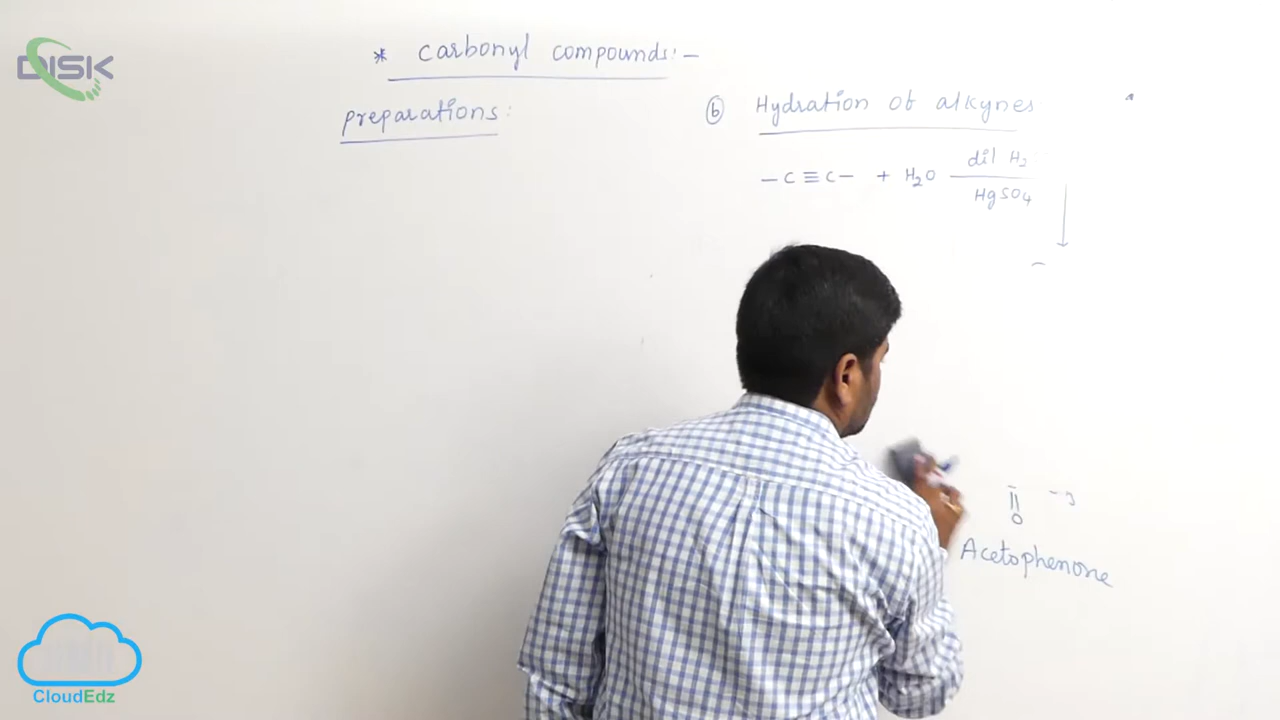 DISK
* Carbonyl compounds:-
preparations:
(b) Hydration of alkynes
-C≡C- + H₂O dil H₂
HgSO₄
O
Acetophenone
CloudEdz